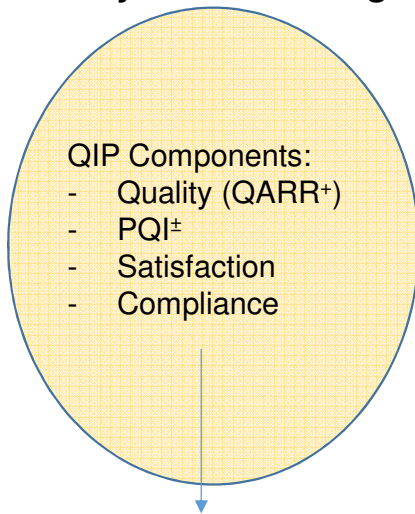 QIP Components:
- Quality (QARR⁺)
- PQI±
- Satisfaction
- Compliance